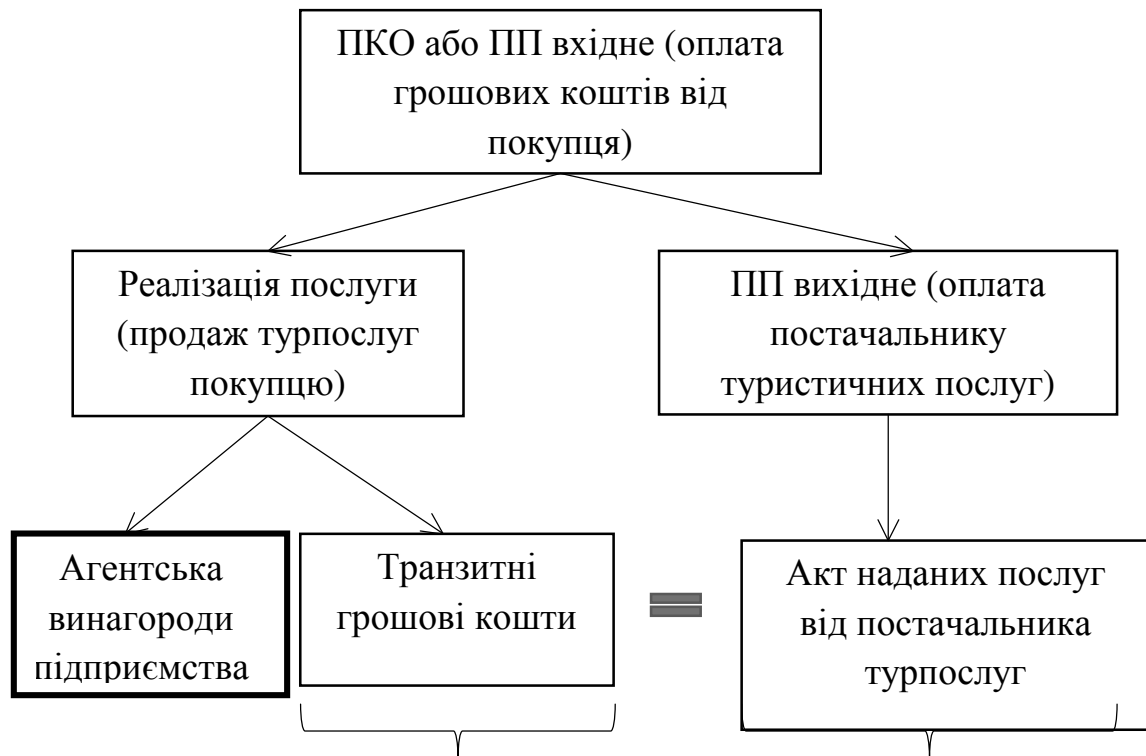 ПКО або ПП вхідне (оплата
грошових коштів від
покупця)
Реалізація послуги
(продаж турпослуг
покупцю)
ПП вихідне (оплата
постачальнику
туристичних послуг)
Агентська
винагороди
підприємства
Транзитні
грошові кошти
Акт наданих послуг
від постачальника
турпослуг